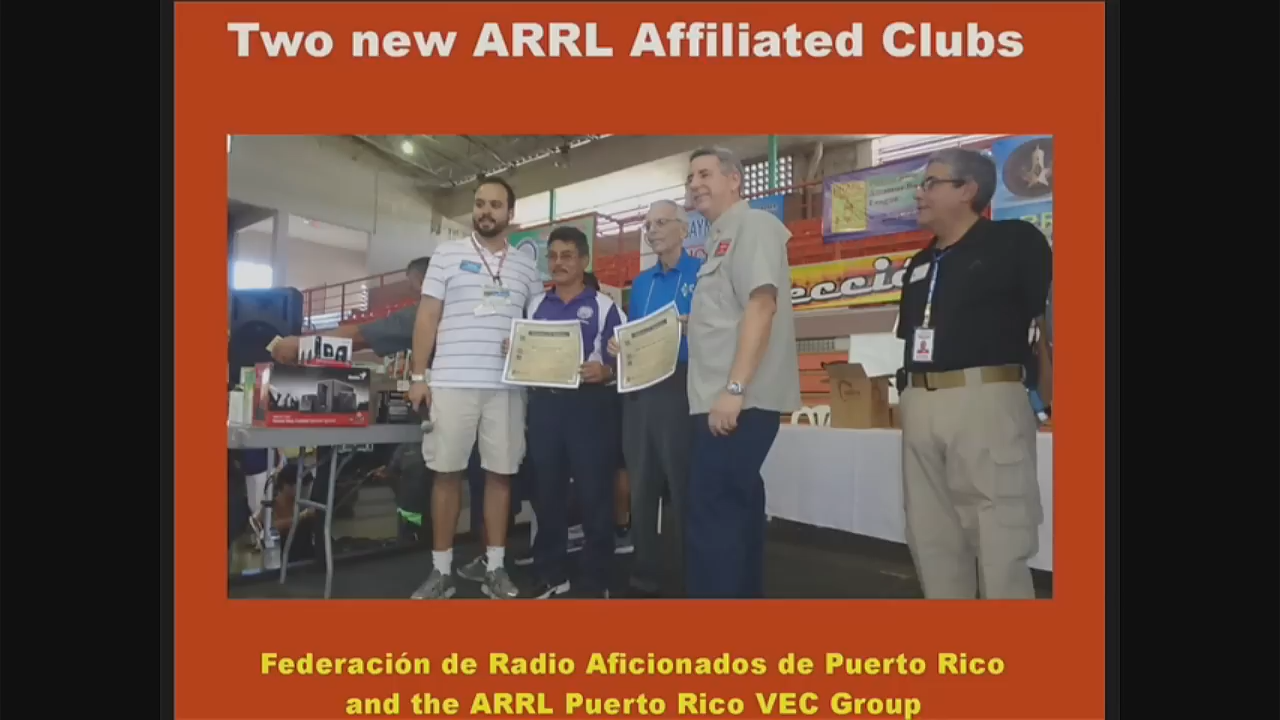 Two new ARRL Affiliated Clubs
ecció
Federación de Radio Aficionados de Puerto Rico
and the ARRL Puerto Rico VEC Group